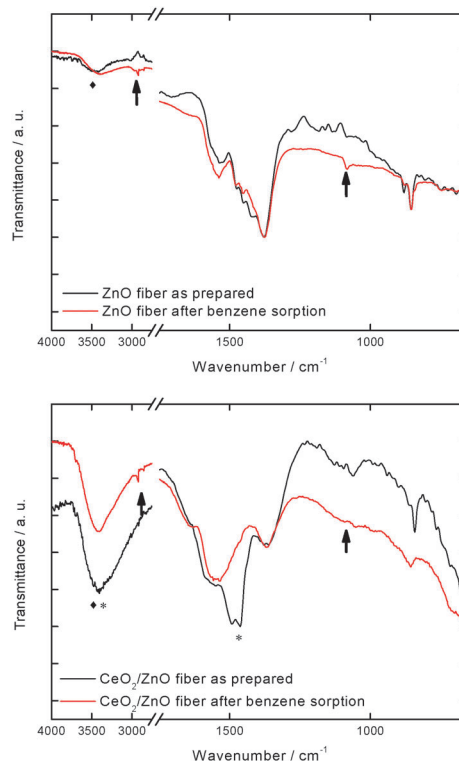 Transmittance / a. u.
ZnO fiber as prepared
ZnO fiber after benzene sorption
4000 3500 3000 1500 1000
Wavenumber / cm⁻¹
Transmittance / a. u.
♦ *
*
CeO₂/ZnO fiber as prepared
CeO₂/ZnO fiber after benzene sorption
4000 3500 3000 1500 1000
Wavenumber / cm⁻¹